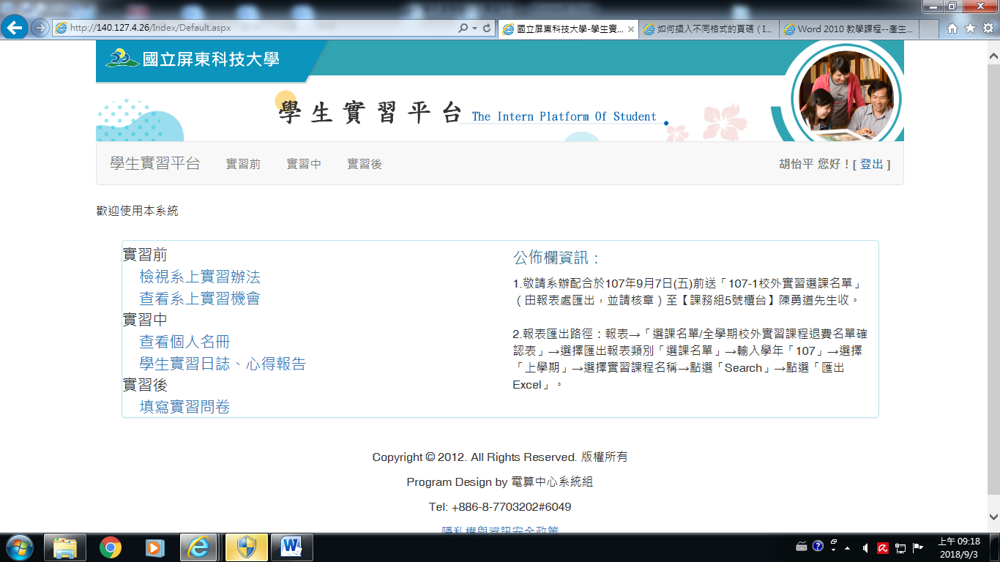 http://140.127.4.26/Index/Default.aspx
國立屏東科技大學-學生實...
如何插入不同格式的頁碼 (I...
Word 2010 教學課程--產生...
國立屏東科技大學
學生實習平台 The Intern Platform Of Student
學生實習平台 實習前 實習中 實習後 胡怡平 您好！[ 登出 ]
歡迎使用本系統
實習前
檢視系上實習辦法
查看系上實習機會
實習中
查看個人名冊
學生實習日誌、心得報告
實習後
填寫實習問卷
公佈欄資訊：
1.敬請系辦配合於107年9月7日(五)前送「107-1校外實習選課名單」
（由報表處匯出，並請核章）至【課務組5號櫃台】陳勇道先生收。
2.報表匯出路徑：報表→「選課名單/全學期校外實習課程退費名單確
認表」→選擇匯出報表類別「選課名單」→輸入學年「107」→選擇
「上學期」→選擇實習課程名稱→點選「Search」→點選「匯出
Excel」。
Copyright © 2012. All Rights Reserved. 版權所有
Program Design by 電算中心系統組
Tel: +886-8-7703202#6049
隱私權與資訊安全政策
上午 09:18
2018/9/3